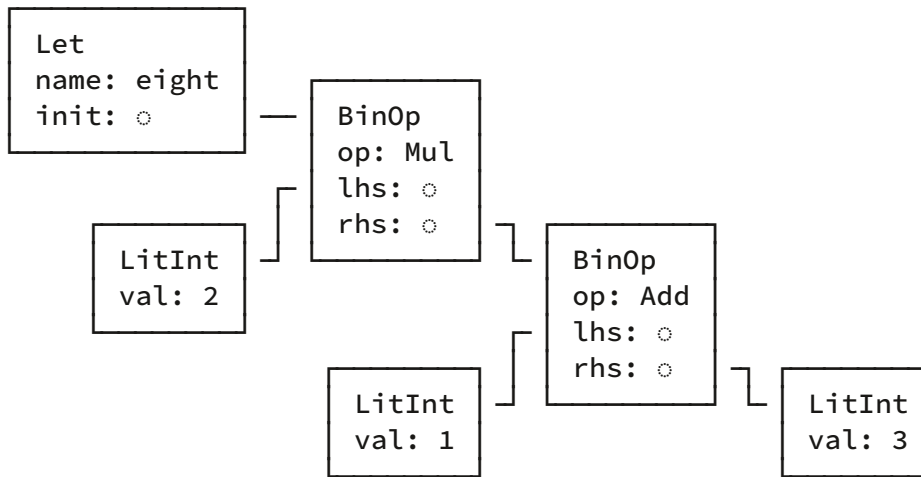 Let
name: eight
init: ◌
BinOp
op: Mul
lhs: ◌
rhs: ◌
LitInt
val: 2
BinOp
op: Add
lhs: ◌
rhs: ◌
LitInt
val: 1
LitInt
val: 3